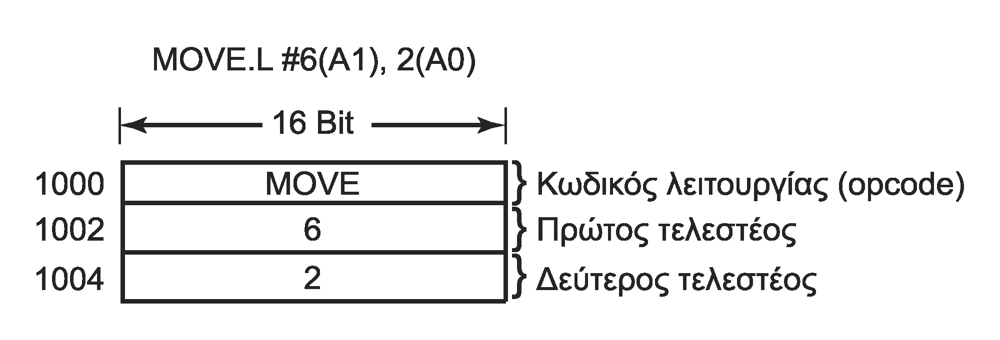 MOVE.L #6(A1), 2(A0)
16 Bit
1000 MOVE Κωδικός λειτουργίας (opcode)
1002 6 Πρώτος τελεστέος
1004 2 Δεύτερος τελεστέος